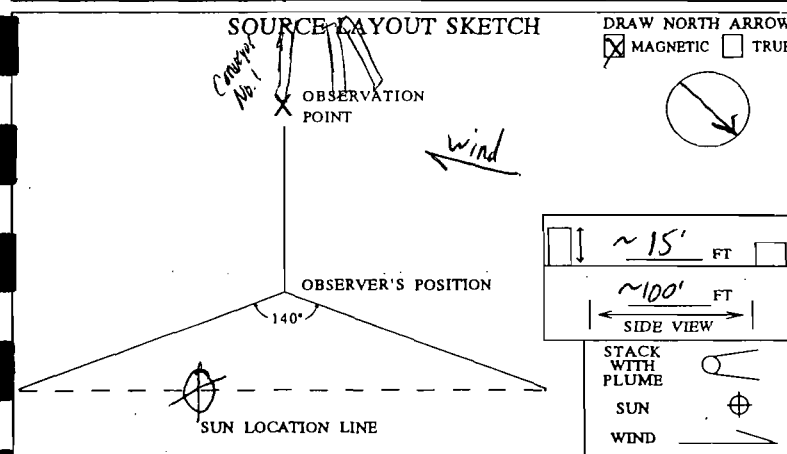 SOURCE LAYOUT SKETCH
DRAW NORTH ARROW
X MAGNETIC TRUE
Conveyor No. 1
X OBSERVATION
POINT
Wind
~15' FT
OBSERVER'S POSITION
~100' FT
140°
SIDE VIEW
STACK
WITH
PLUME
SUN
WIND
SUN LOCATION LINE